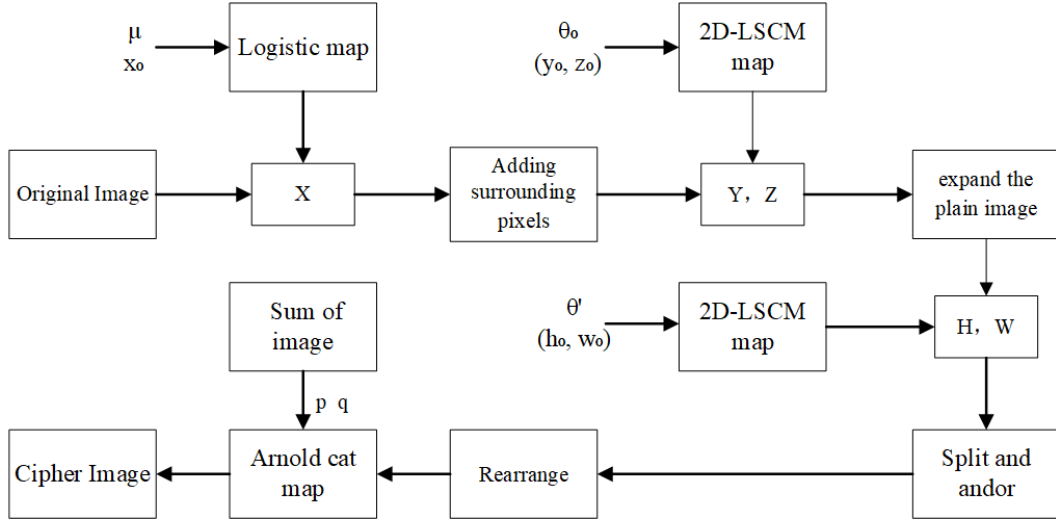 μ
x₀
Logistic map
θ₀
(y₀, z₀)
2D-LSCM
map
Original Image
X
Adding
surrounding
pixels
Y，Z
expand the
plain image
Sum of
image
θ'
(h₀, w₀)
2D-LSCM
map
H，W
p q
Cipher Image
Arnold cat
map
Rearrange
Split and
andor